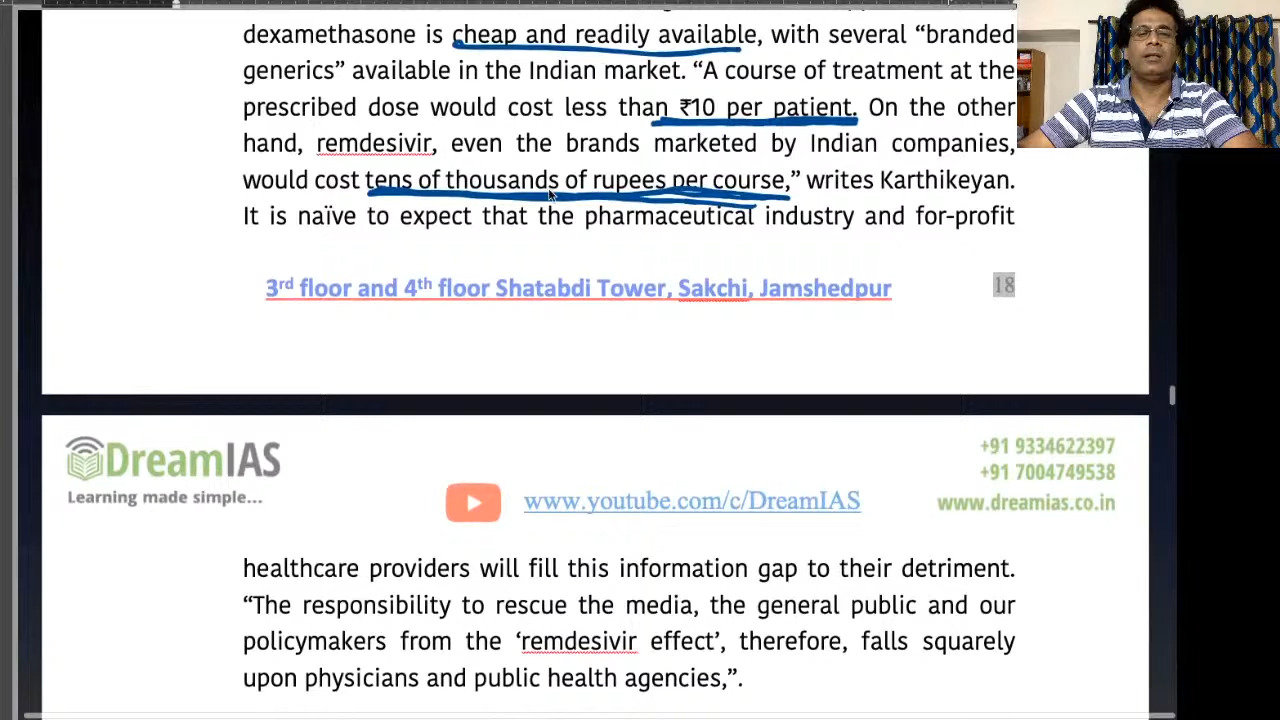 dexamethasone is cheap and readily available, with several “branded
generics” available in the Indian market. “A course of treatment at the
prescribed dose would cost less than ₹10 per patient. On the other
hand, remdesivir, even the brands marketed by Indian companies,
would cost tens of thousands of rupees per course,” writes Karthikeyan.
It is naïve to expect that the pharmaceutical industry and for-profit
3rd floor and 4th floor Shatabdi Tower, Sakchi, Jamshedpur
18
DreamIAS
Learning made simple...
www.youtube.com/c/DreamIAS
+91 9334622397
+91 7004749538
www.dreamias.co.in
healthcare providers will fill this information gap to their detriment.
“The responsibility to rescue the media, the general public and our
policymakers from the ‘remdesivir effect’, therefore, falls squarely
upon physicians and public health agencies,”.